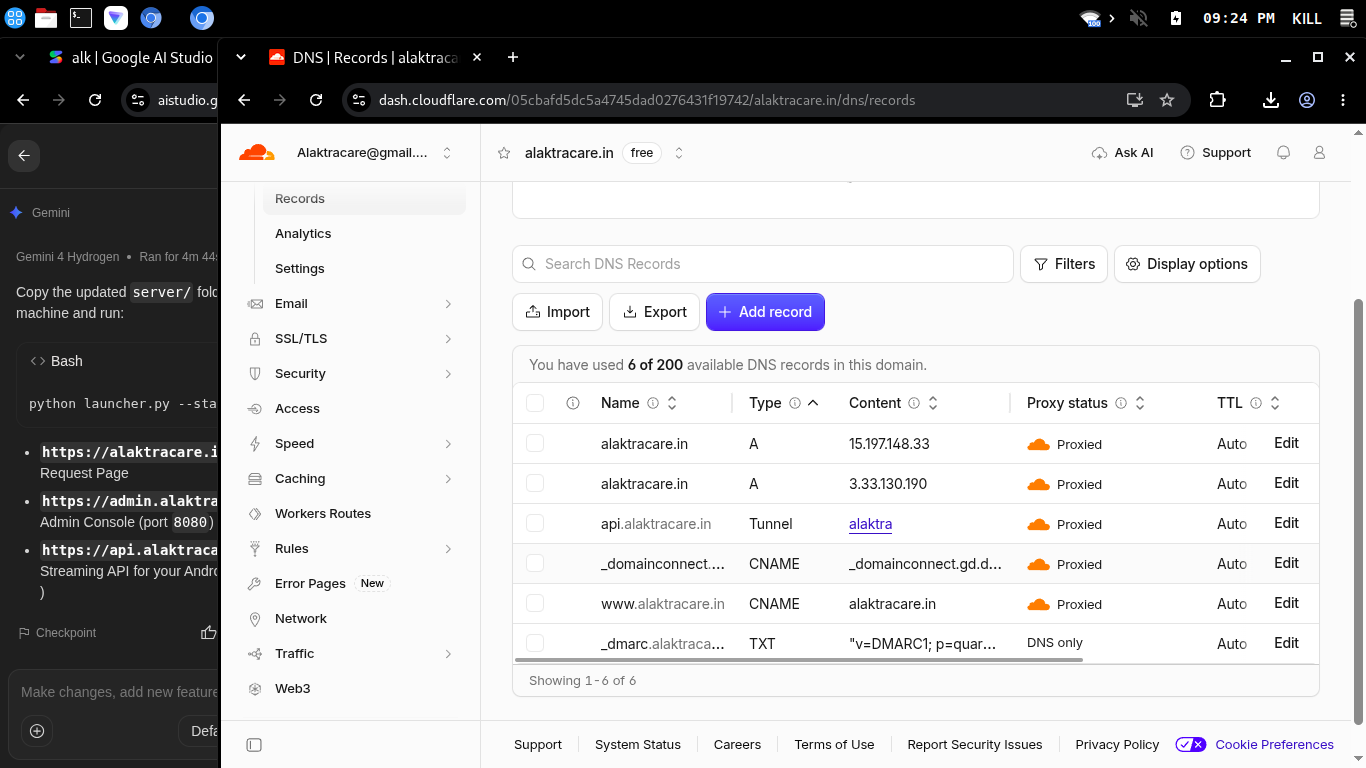 09:24 PM KILL
100
alk | Google AI Studio
DNS | Records | alaktraca
aistudio.g
dash.cloudflare.com/05cbafd5dc5a4745dad0276431f19742/alaktracare.in/dns/records
Gemini
Gemini 4 Hydrogen • Ran for 4m 44s
Copy the updated server/ fold
machine and run:
<> Bash
python launcher.py --sta
• https://alaktracare.i
Request Page
• https://admin.alaktra
Admin Console (port 8080)
• https://api.alaktraca
Streaming API for your Andro
)
Checkpoint
Make changes, add new feature
Defa
Alaktracare@gmail....
Records
Analytics
Settings
Email
SSL/TLS
Security
Access
Speed
Caching
Workers Routes
Rules
Error Pages New
Network
Traffic
Web3
alaktracare.in free
Ask AI Support
Search DNS Records
Filters Display options
Import Export + Add record
You have used 6 of 200 available DNS records in this domain.
Name Type Content Proxy status TTL
alaktracare.in A 15.197.148.33 Proxied Auto Edit
alaktracare.in A 3.33.130.190 Proxied Auto Edit
api.alaktracare.in Tunnel alaktra Proxied Auto Edit
_domainconnect.... CNAME _domainconnect.gd.d... Proxied Auto Edit
www.alaktracare.in CNAME alaktracare.in Proxied Auto Edit
_dmarc.alaktraca... TXT "v=DMARC1; p=quar... DNS only Auto Edit
Showing 1-6 of 6
Support System Status Careers Terms of Use Report Security Issues Privacy Policy Cookie Preferences